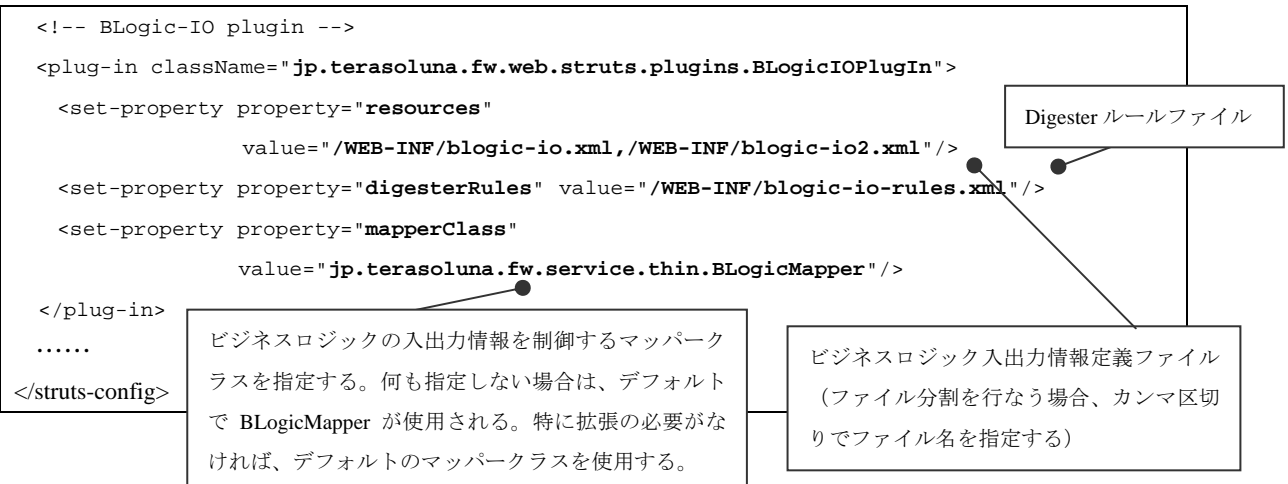 <!-- BLogic-IO plugin -->
<plug-in className="jp.terasoluna.fw.web.struts.plugins.BLogicIOPlugIn">
<set-property property="resources"
value="/WEB-INF/blogic-io.xml,/WEB-INF/blogic-io2.xml"/>
<set-property property="digesterRules" value="/WEB-INF/blogic-io-rules.xml"/>
<set-property property="mapperClass"
value="jp.terasoluna.fw.service.thin.BLogicMapper"/>
</plug-in>
……
</struts-config>
Digester ルールファイル
ビジネスロジックの入出力情報を制御するマッパーク
ラスを指定する。何も指定しない場合は、デフォルト
で BLogicMapper が使用される。特に拡張の必要がな
ければ、デフォルトのマッパークラスを使用する。
ビジネスロジック入出力情報定義ファイル
（ファイル分割を行なう場合、カンマ区切
りでファイル名を指定する）